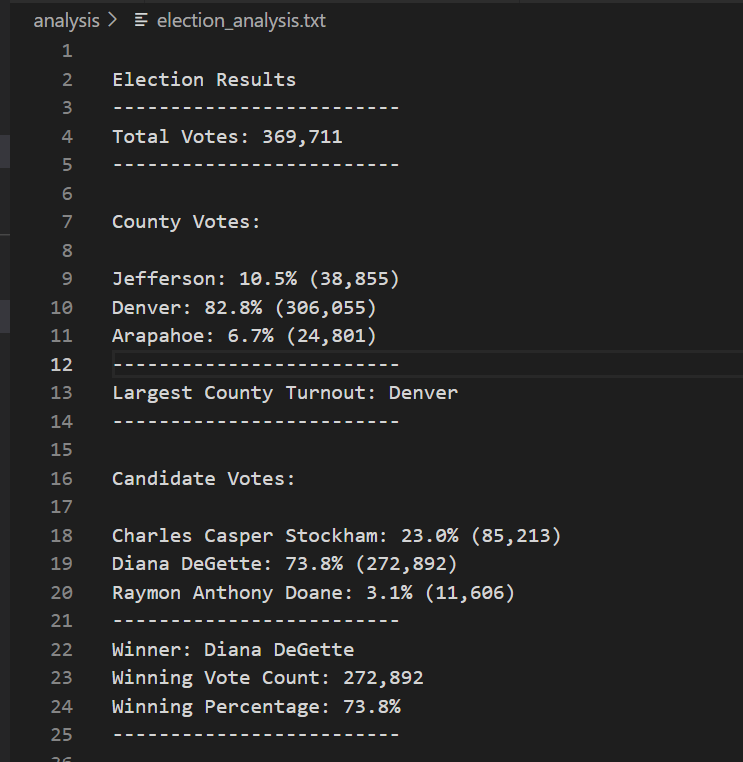 analysis > election_analysis.txt
1
2 Election Results
3 -------------------------
4 Total Votes: 369,711
5 -------------------------
6
7 County Votes:
8
9 Jefferson: 10.5% (38,855)
10 Denver: 82.8% (306,055)
11 Arapahoe: 6.7% (24,801)
12 -------------------------
13 Largest County Turnout: Denver
14 -------------------------
15
16 Candidate Votes:
17
18 Charles Casper Stockham: 23.0% (85,213)
19 Diana DeGette: 73.8% (272,892)
20 Raymon Anthony Doane: 3.1% (11,606)
21 -------------------------
22 Winner: Diana DeGette
23 Winning Vote Count: 272,892
24 Winning Percentage: 73.8%
25 -------------------------